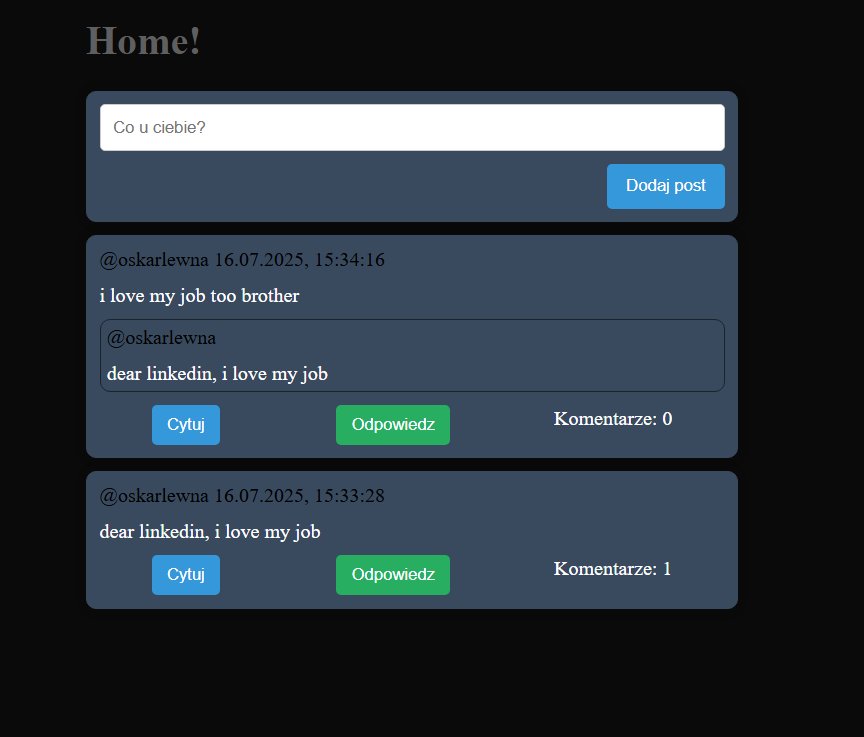 Home!
Co u ciebie?
Dodaj post
@oskarlewna 16.07.2025, 15:34:16
i love my job too brother
@oskarlewna
dear linkedin, i love my job
Cytuj Odpowiedz Komentarze: 0
@oskarlewna 16.07.2025, 15:33:28
dear linkedin, i love my job
Cytuj Odpowiedz Komentarze: 1